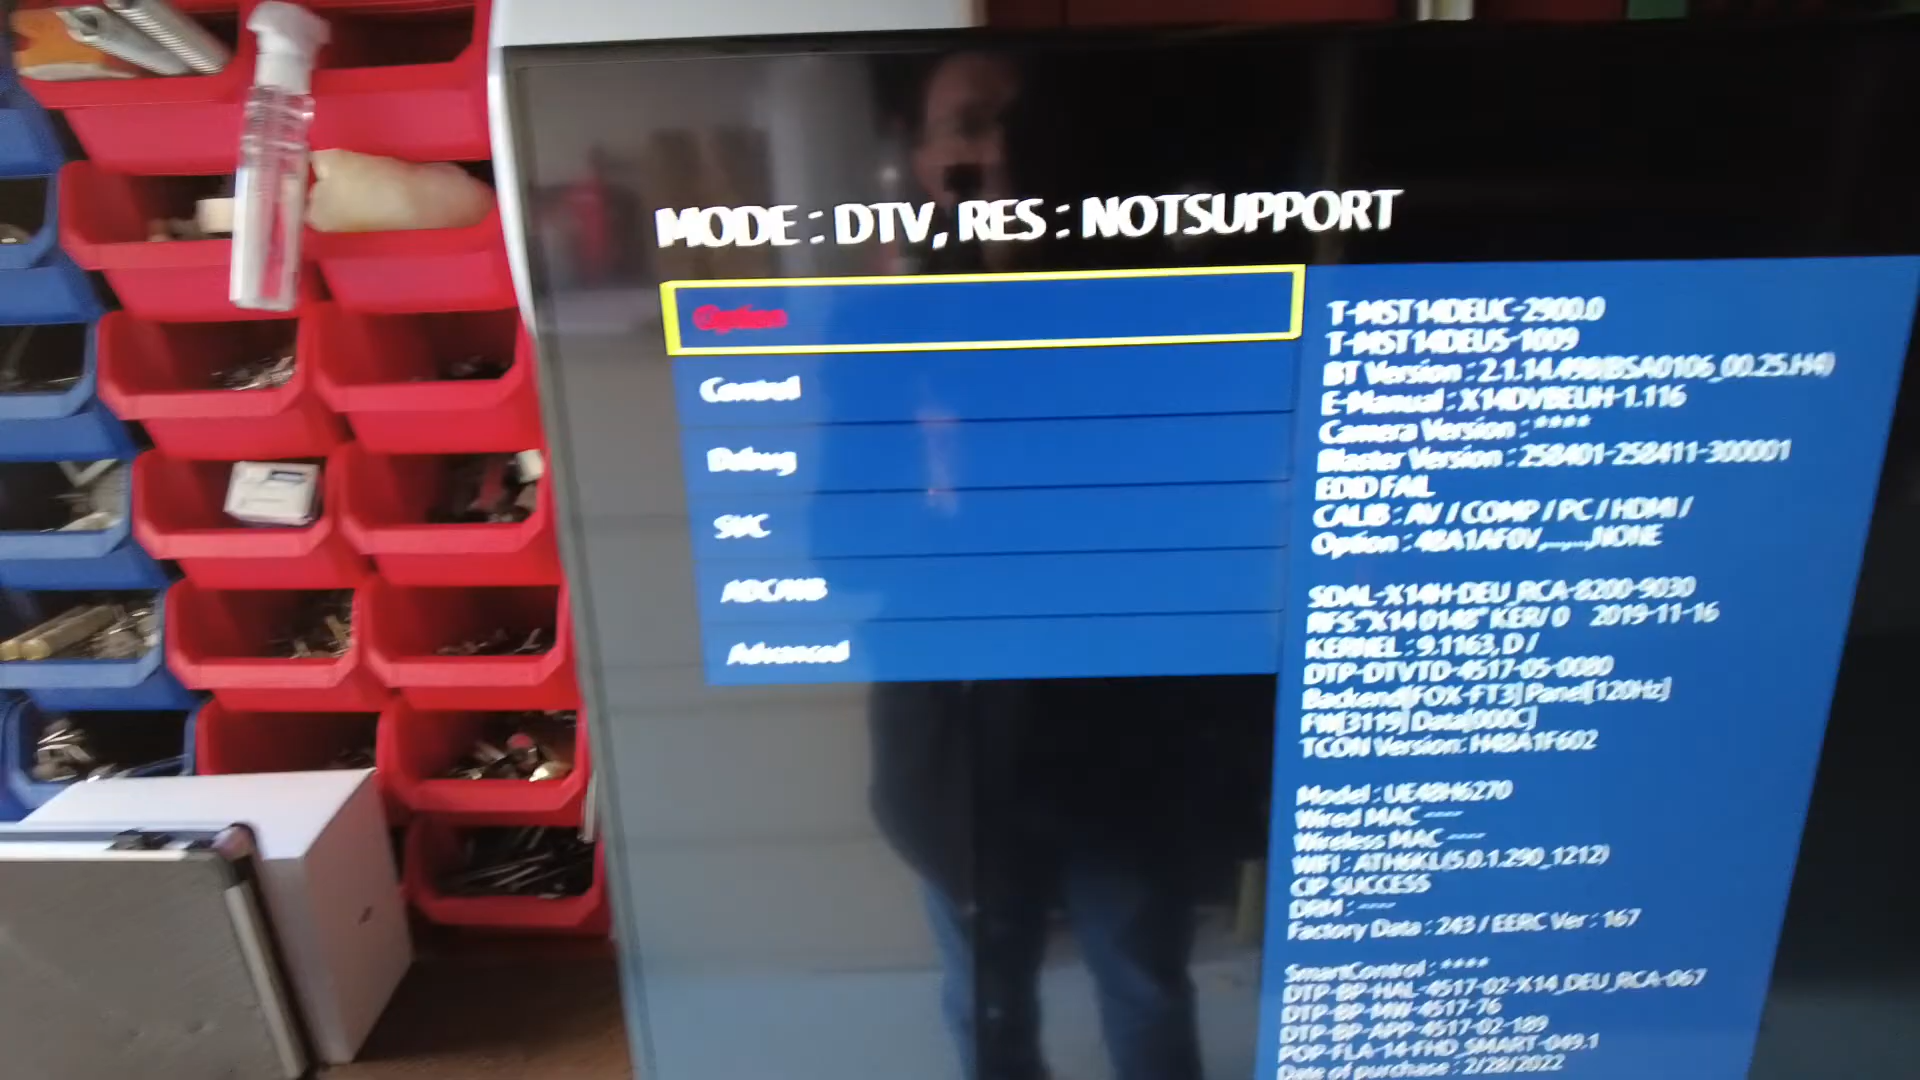 MODE : DTV, RES : NOTSUPPORT
Option
Control
Debug
SVC
ADC/WB
Advanced
T-MST14DEUC-2900.0
T-MST14DEUS-1009
BT Version : 2.1.14.498(BSA0106_00.25.H4)
E-Manual : X14DVBEUH-1.116
Camera Version : ****
Blaster Version : 258401-258411-300001
EDID FAIL
CALIB : AV / COMP / PC / HDMI /
Option : 48A1AF0V,...,...,NONE
SDAL-X14H-DEU_RCA-8200-9030
RFS:"X14 0148" KER/ 0 2019-11-16
KERNEL : 9.1163, D /
DTP-DTVTD-4517-05-0080
Backend[FOX-FT3] Panel[120Hz]
FW[3119] Data[000C]
TCON Version: H48A1F602
Model : UE48H6270
Wired MAC ----
Wireless MAC ----
WIFI : ATH6KL(5.0.1.290_1212)
CIP SUCCESS
DRM : ----
Factory Data : 243 / EERC Ver : 167
SmartControl : ****
DTP-BP-HAL-4517-02-X14_DEU_RCA-067
DTP-BP-MW-4517-76
DTP-BP-APP-4517-02-189
POP-FLA-14-FHD_SMART-049.1
Date of purchase : 2/28/2022